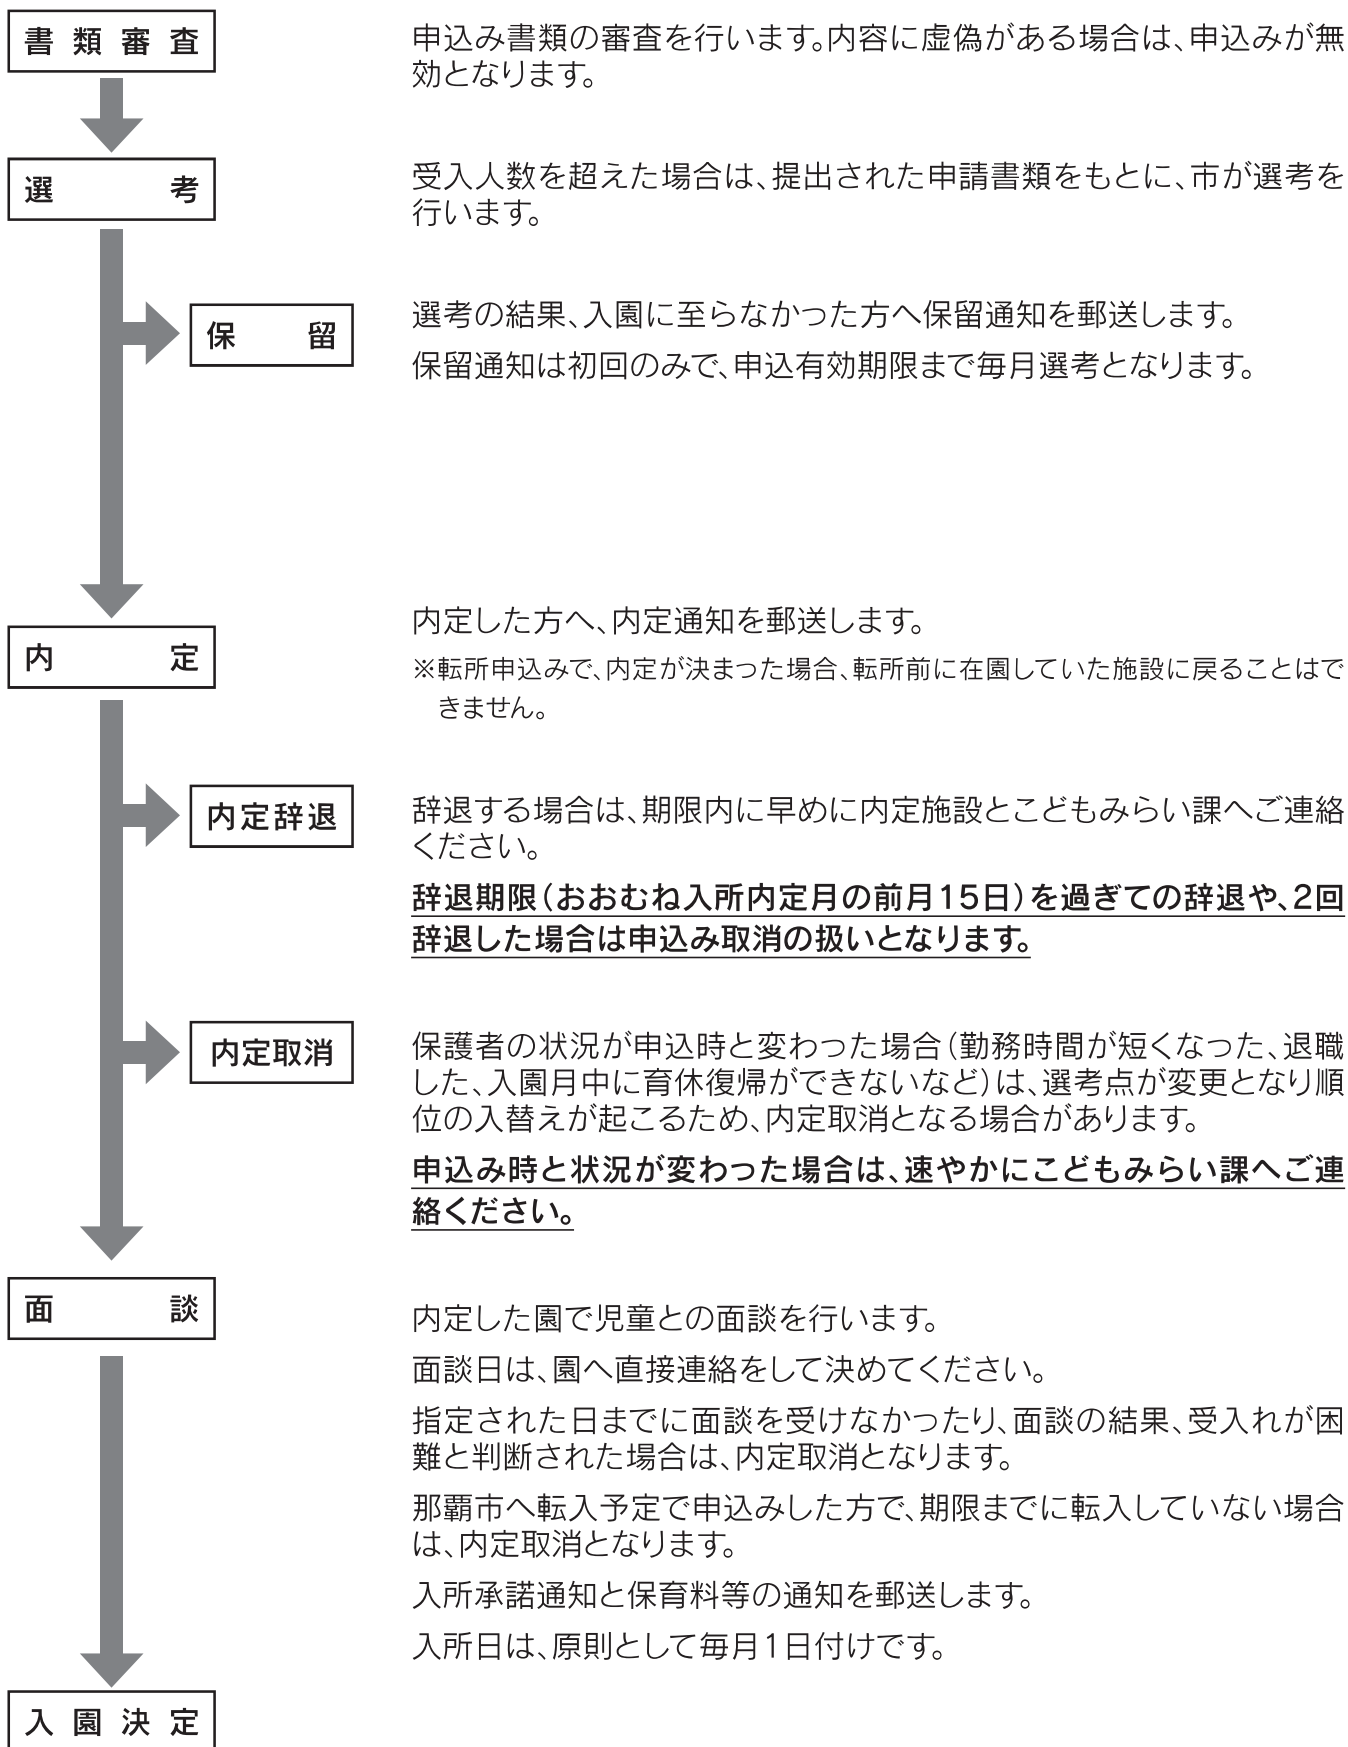 書類審査
申込み書類の審査を行います。内容に虚偽がある場合は、申込みが無
効となります。
選考
受入人数を超えた場合は、提出された申請書類をもとに、市が選考を
行います。
保留
選考の結果、入園に至らなかった方へ保留通知を郵送します。
保留通知は初回のみで、申込有効期限まで毎月選考となります。
内定
内定した方へ、内定通知を郵送します。
※転所申込みで、内定が決まった場合、転所前に在園していた施設に戻ることはで
きません。
内定辞退
辞退する場合は、期限内に早めに内定施設とこどもみらい課へご連絡
ください。
辞退期限（おおむね入所内定月の前月15日）を過ぎての辞退や、2回
辞退した場合は申込み取消の扱いとなります。
内定取消
保護者の状況が申込時と変わった場合（勤務時間が短くなった、退職
した、入園月中に育休復帰ができないなど）は、選考点が変更となり順
位の入替えが起こるため、内定取消となる場合があります。
申込み時と状況が変わった場合は、速やかにこどもみらい課へご連
絡ください。
面談
内定した園で児童との面談を行います。
面談日は、園へ直接連絡をして決めてください。
指定された日までに面談を受けなかったり、面談の結果、受入れが困
難と判断された場合は、内定取消となります。
那覇市へ転入予定で申込みした方で、期限までに転入していない場合
は、内定取消となります。
入所承諾通知と保育料等の通知を郵送します。
入所日は、原則として毎月1日付けです。
入園決定